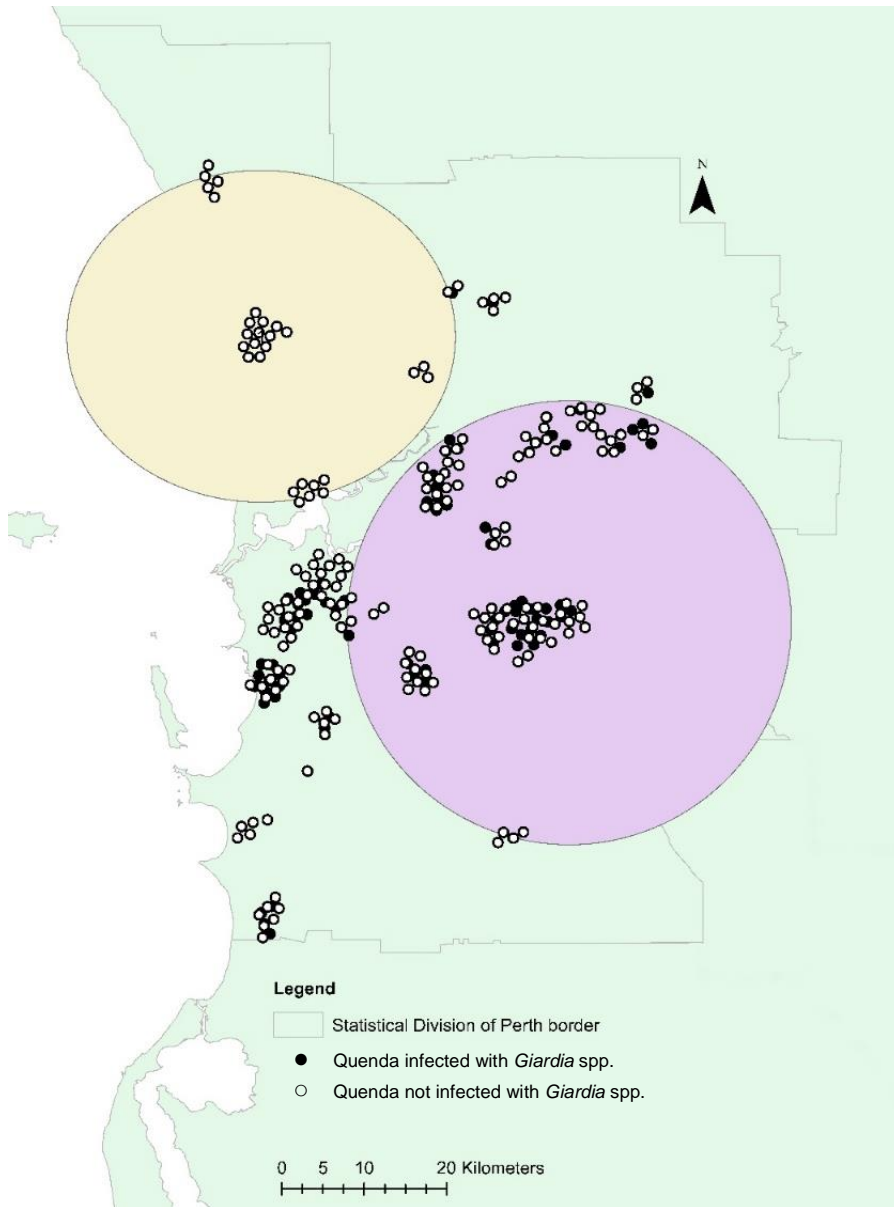 N
Legend
Statistical Division of Perth border
Quenda infected with Giardia spp.
Quenda not infected with Giardia spp.
0 5 10 20 Kilometers